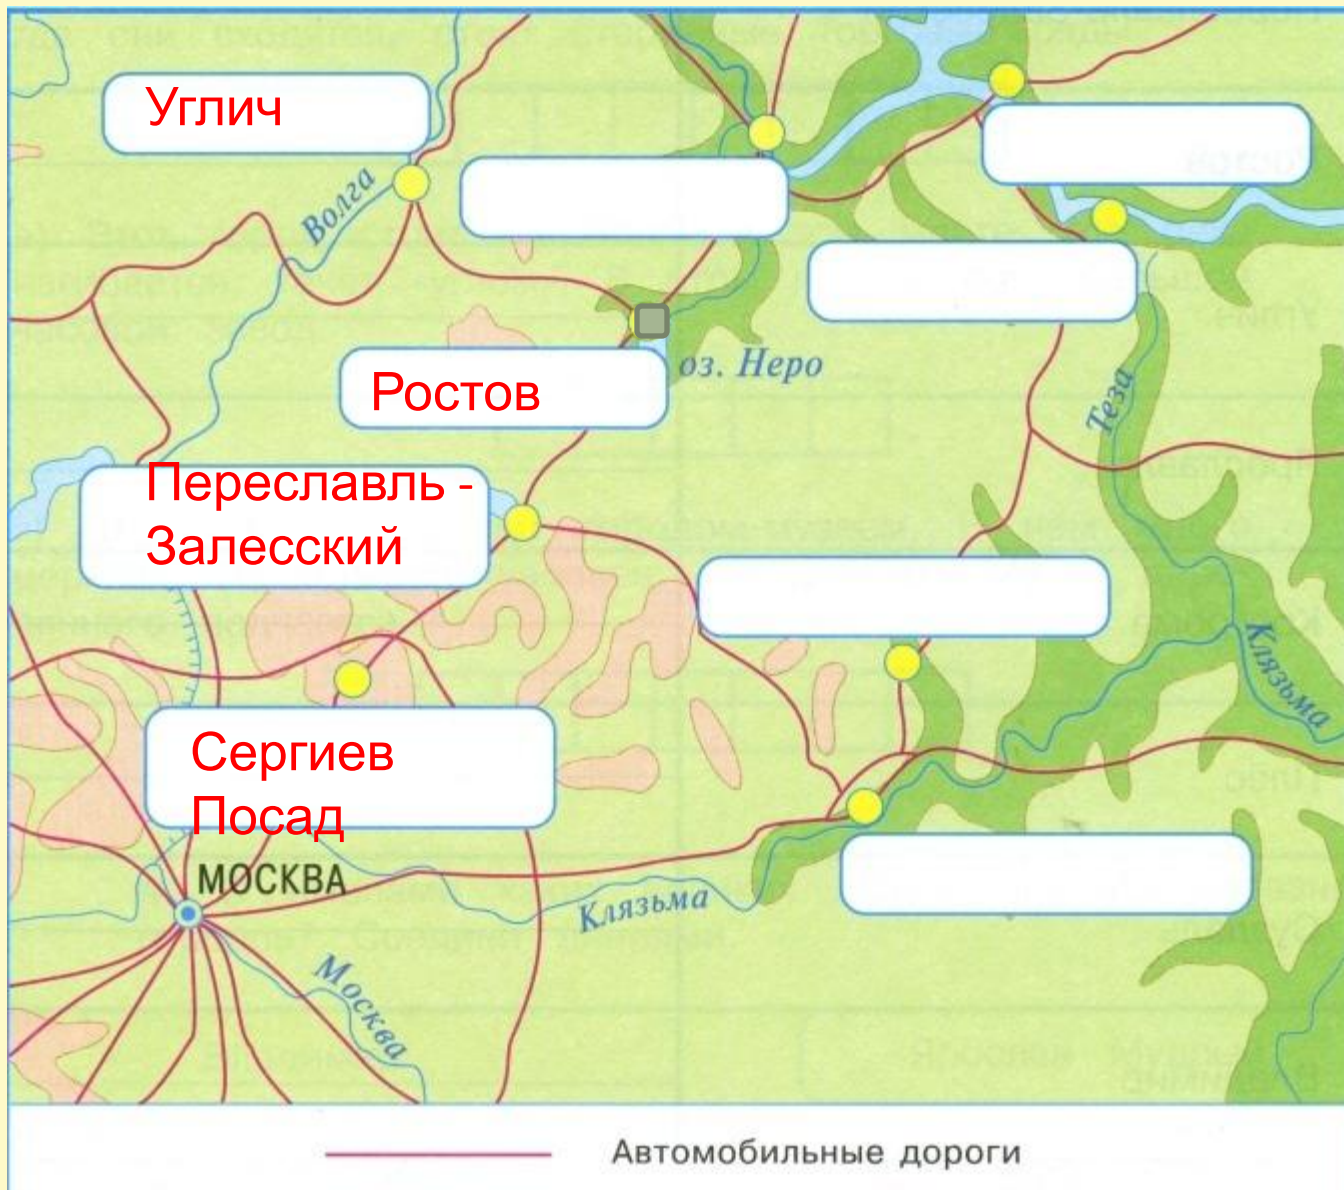 Углич
Волга
оз. Неро
Ростов
Теза
Переславль -
Залесский
Клязьма
Сергиев
Посад
МОСКВА
Клязьма
Москва
Автомобильные дороги